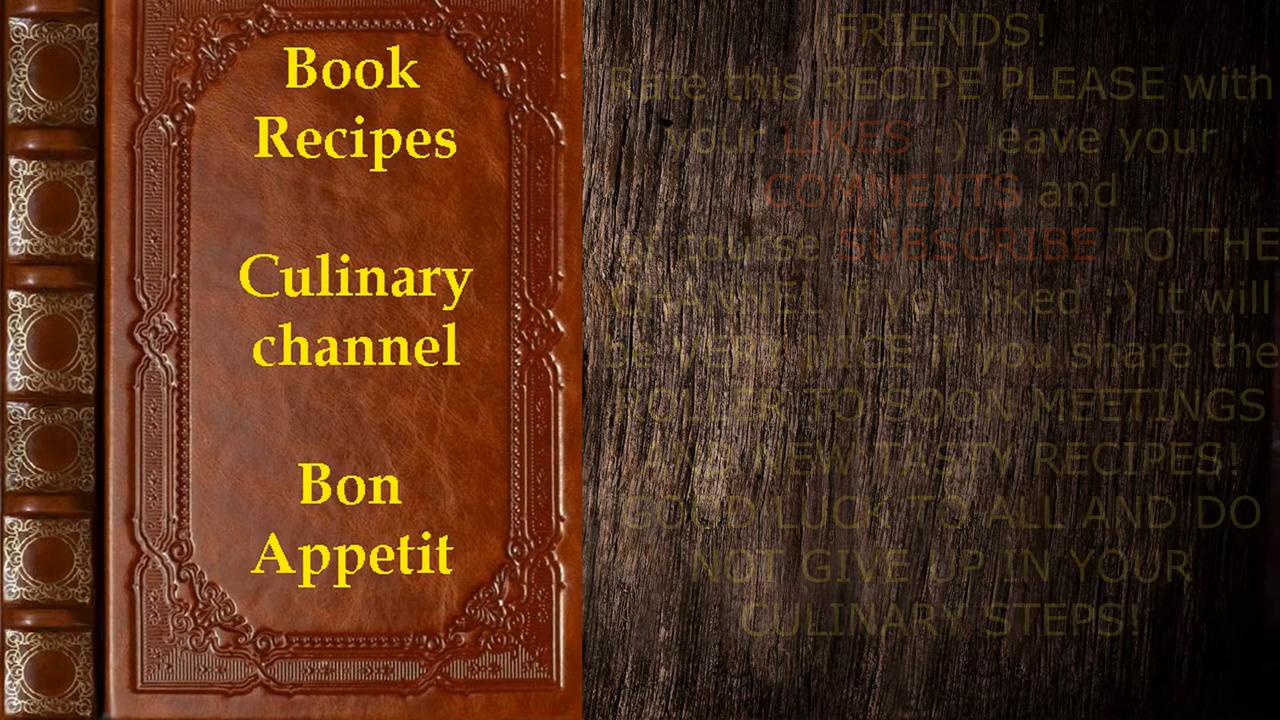 Book
Recipes
Culinary
channel
Bon
Appetit
FRIENDS!
Rate this RECIPE PLEASE with
your LIKES :) leave your
COMMENTS and
of course SUBSCRIBE TO THE
CHANNEL if you liked :) it will
be VERY NICE if you share the
ROLLER TO SOON MEETINGS
AND NEW TASTY RECIPES!
GOOD LUCK TO ALL AND DO
NOT GIVE UP IN YOUR
CULINARY STEPS!